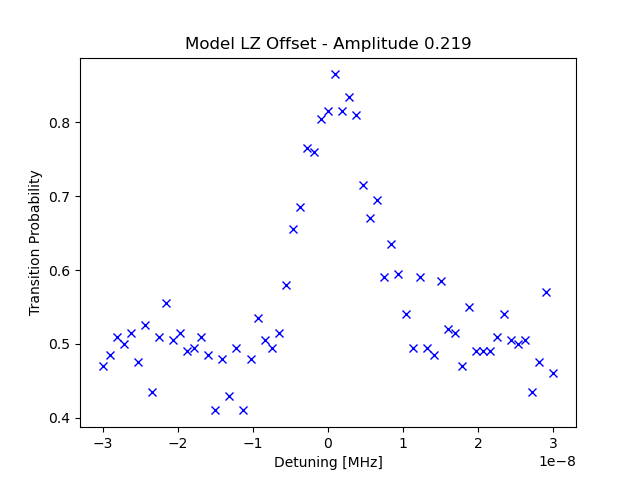 Model LZ Offset - Amplitude 0.219
Transition Probability
0.8
0.7
0.6
0.5
0.4
−3 −2 −1 0 1 2 3
1e−8
Detuning [MHz]